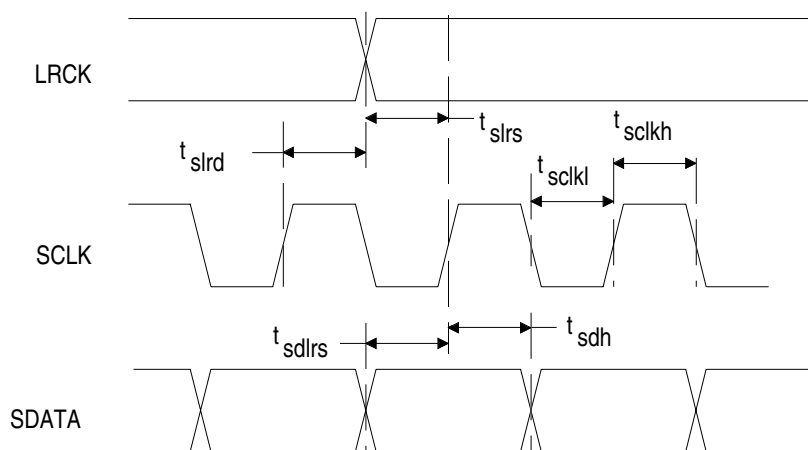 LRCK
t slrs
t sclkh
t slrd
t sclkl
SCLK
t sdlrs
t sdh
SDATA